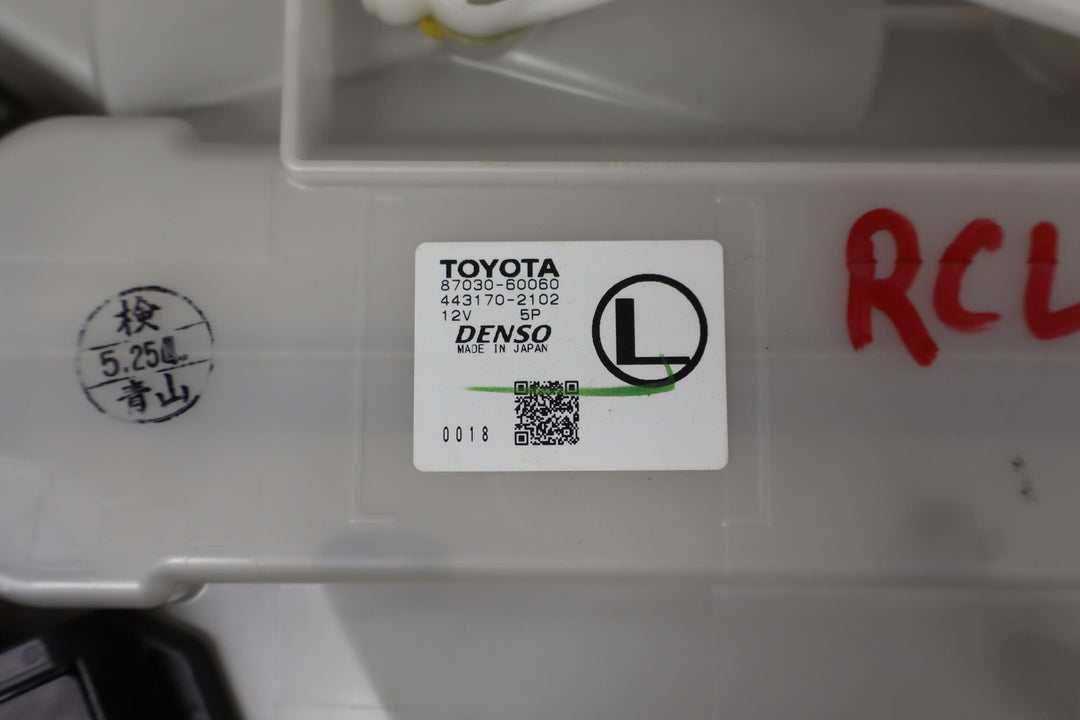 TOYOTA
87030-60060
443170-2102
12V 5P
DENSO
MADE IN JAPAN
L
0018
検
5.25
青山
RCL